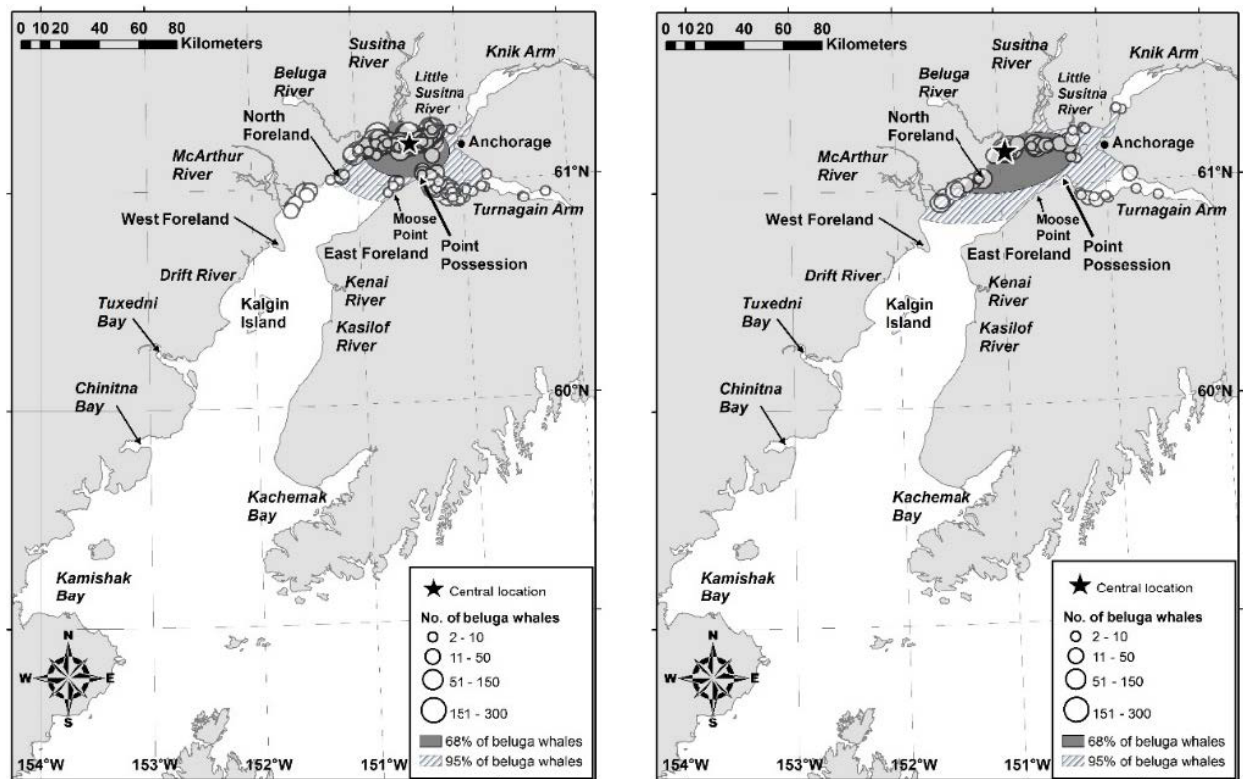 0 10 20 40 60 80
Kilometers
Susitna
River
Knik Arm
Beluga
River
Little
Susitna
River
North
Foreland
Anchorage
McArthur
River
61°N
West Foreland
Turnagain Arm
Moose
Point
East Foreland
Point
Possession
Drift River
Kenai
River
Tuxedni
Bay
Kalgin
Island
Kasilof
River
Chinitna
Bay
60°N
Kachemak
Bay
Kamishak
Bay
N
W
E
S
Central location
No. of beluga whales
2 - 10
11 - 50
51 - 150
151 - 300
68% of beluga whales
95% of beluga whales
154°W
153°W
152°W
151°W
0 10 20 40 60 80
Kilometers
Susitna
River
Knik Arm
Beluga
River
Little
Susitna
River
North
Foreland
Anchorage
McArthur
River
61°N
West Foreland
Turnagain Arm
Moose
Point
East Foreland
Point
Possession
Drift River
Kenai
River
Tuxedni
Bay
Kalgin
Island
Kasilof
River
Chinitna
Bay
60°N
Kachemak
Bay
Kamishak
Bay
N
W
E
S
Central location
No. of beluga whales
2 - 10
11 - 50
51 - 150
151 - 300
68% of beluga whales
95% of beluga whales
154°W
153°W
152°W
151°W